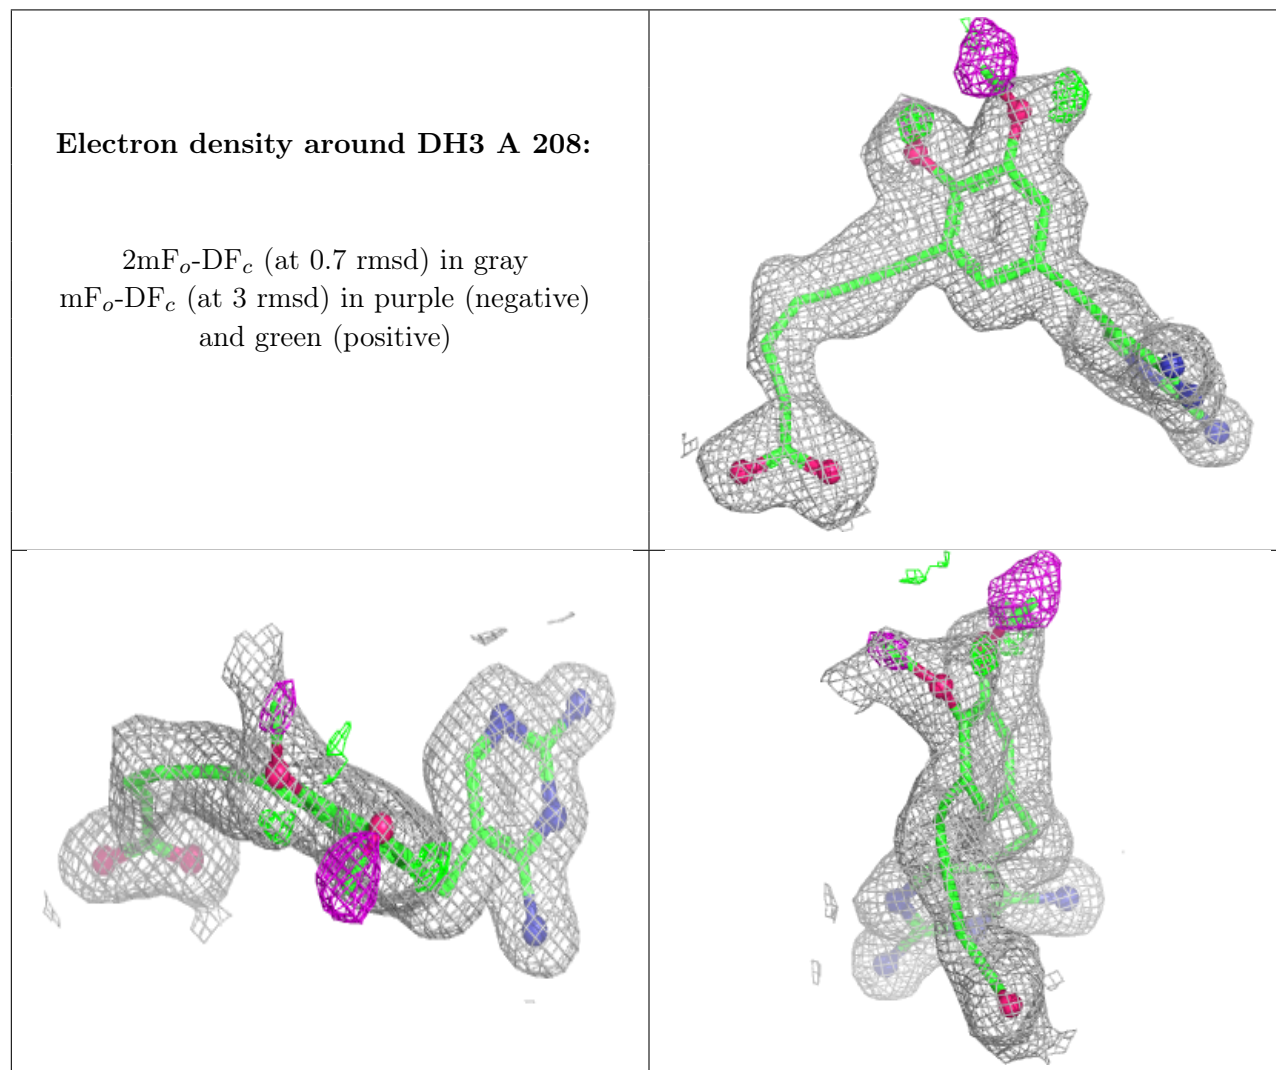 Electron density around DH3 A 208:
2mFo-DFc (at 0.7 rmsd) in gray
mFo-DFc (at 3 rmsd) in purple (negative)
and green (positive)